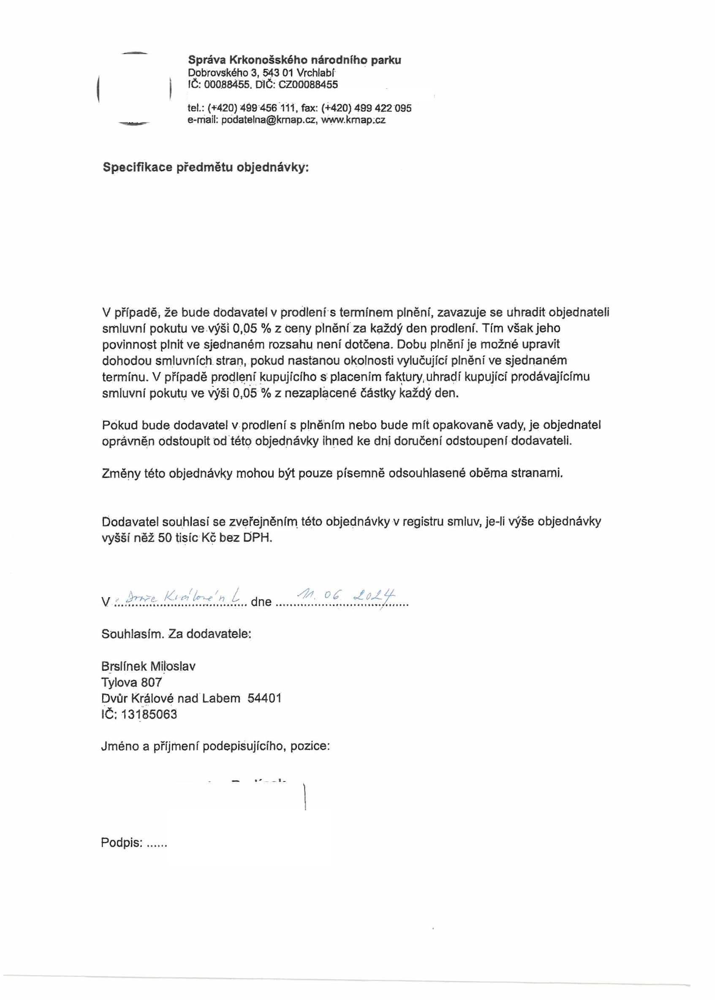 Správa Krkonošského národního parku
Dobrovského 3, 543 01 Vrchlabí
IČ: 00088455, DIČ: CZ00088455
tel.: (+420) 499 456 111, fax: (+420) 499 422 095
e-mail: podatelna@krnap.cz, www.krnap.cz
Specifikace předmětu objednávky:
V případě, že bude dodavatel v prodlení s termínem plnění, zavazuje se uhradit objednateli
smluvní pokutu ve výši 0,05 % z ceny plnění za každý den prodlení. Tím však jeho
povinnost plnit ve sjednaném rozsahu není dotčena. Dobu plnění je možné upravit
dohodou smluvních stran, pokud nastanou okolnosti vylučující plnění ve sjednaném
termínu. V případě prodlení kupujícího s placením faktury uhradí kupující prodávajícímu
smluvní pokutu ve výši 0,05 % z nezaplacené částky každý den.
Pokud bude dodavatel v prodlení s plněním nebo bude mít opakovaně vady, je objednatel
oprávněn odstoupit od této objednávky ihned ke dni doručení odstoupení dodavateli.
Změny této objednávky mohou být pouze písemně odsouhlasené oběma stranami.
Dodavatel souhlasí se zveřejněním této objednávky v registru smluv, je-li výše objednávky
vyšší něž 50 tisíc Kč bez DPH.
V Dvoře Králové n L dne 11. 06 2024
Souhlasím. Za dodavatele:
Brslínek Miloslav
Tylova 807
Dvůr Králové nad Labem 54401
IČ: 13185063
Jméno a příjmení podepisujícího, pozice:
Podpis: ......